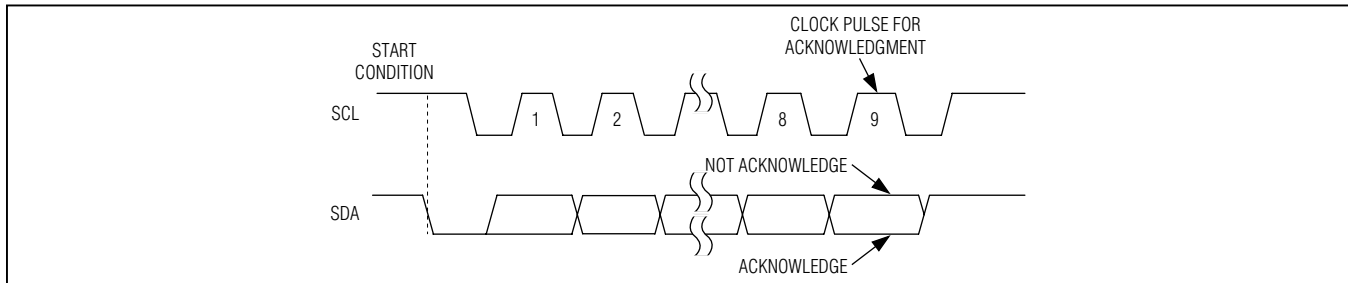 CLOCK PULSE FOR
ACKNOWLEDGMENT
START
CONDITION
SCL
1
2
8
9
NOT ACKNOWLEDGE
SDA
ACKNOWLEDGE